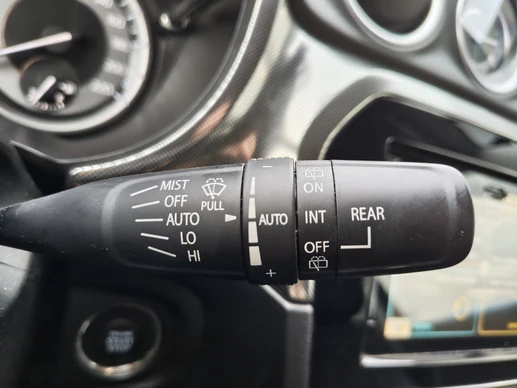 MIST
OFF
AUTO
LO
HI
PULL
-
AUTO
+
ON
INT
OFF
REAR